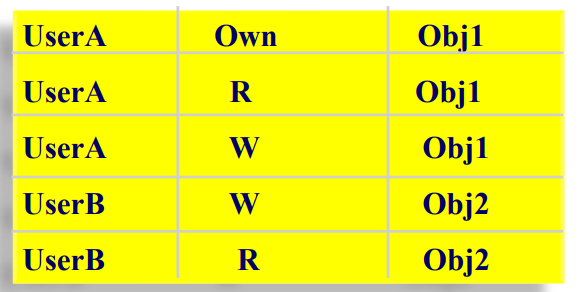 UserA Own Obj1
UserA R Obj1
UserA W Obj1
UserB W Obj2
UserB R Obj2